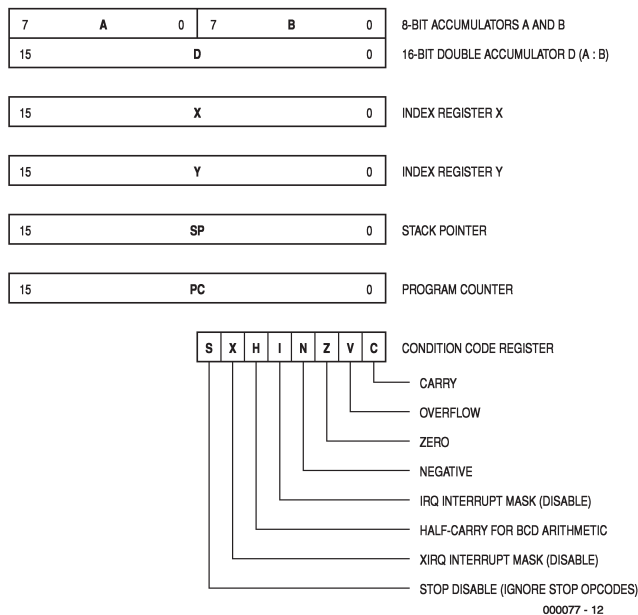 7 A 0 7 B 0 8-BIT ACCUMULATORS A AND B
15 D 0 16-BIT DOUBLE ACCUMULATOR D (A : B)
15 X 0 INDEX REGISTER X
15 Y 0 INDEX REGISTER Y
15 SP 0 STACK POINTER
15 PC 0 PROGRAM COUNTER
S X H I N Z V C CONDITION CODE REGISTER
CARRY
OVERFLOW
ZERO
NEGATIVE
IRQ INTERRUPT MASK (DISABLE)
HALF-CARRY FOR BCD ARITHMETIC
XIRQ INTERRUPT MASK (DISABLE)
STOP DISABLE (IGNORE STOP OPCODES)
000077 - 12